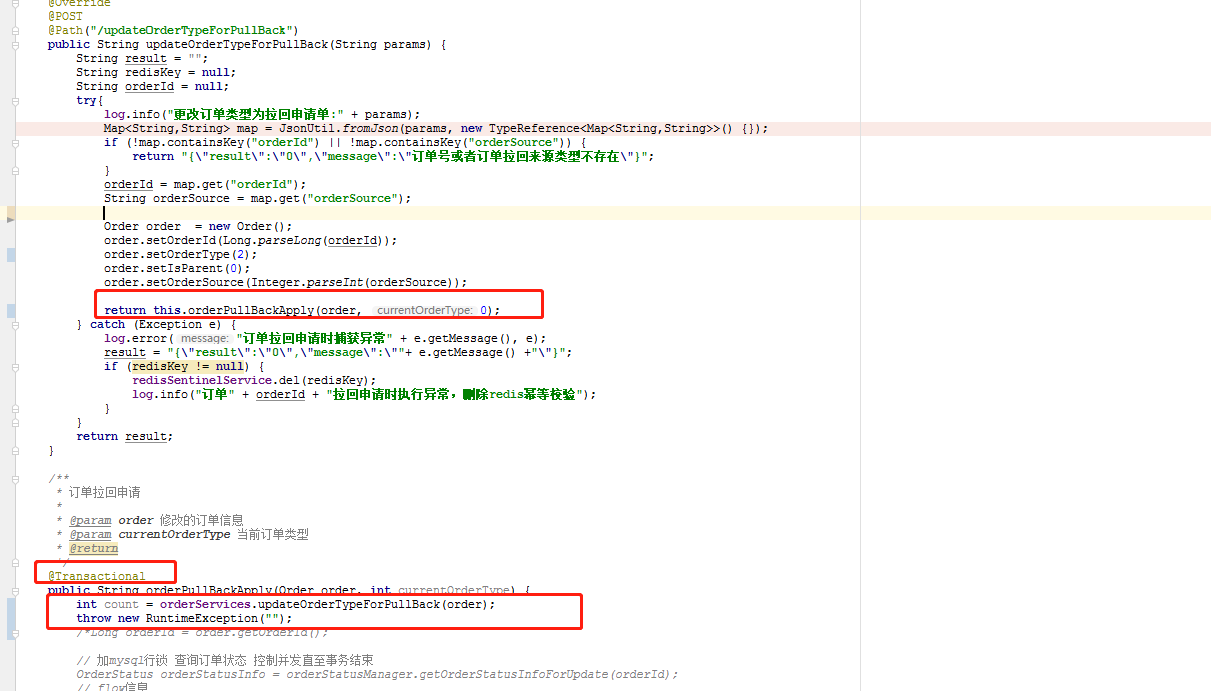 @Override
@POST
@Path("/updateOrderTypeForPullBack")
public String updateOrderTypeForPullBack(String params) {
String result = "";
String redisKey = null;
String orderId = null;
try{
log.info("更改订单类型为拉回申请单:" + params);
Map<String,String> map = JsonUtil.fromJson(params, new TypeReference<Map<String,String>>() {});
if (!map.containsKey("orderId") || !map.containsKey("orderSource")) {
return "{\"result\":\"0\",\"message\":\"订单号或者订单拉回来源类型不存在\"}";
}
orderId = map.get("orderId");
String orderSource = map.get("orderSource");
Order order  = new Order();
order.setOrderId(Long.parseLong(orderId));
order.setOrderType(2);
order.setIsParent(0);
order.setOrderSource(Integer.parseInt(orderSource));
return this.orderPullBackApply(order, currentOrderType: 0);
} catch (Exception e) {
log.error( message: "订单拉回申请时捕获异常" + e.getMessage(), e);
result = "{\"result\":\"0\",\"message\":\""+ e.getMessage() +"\"}";
if (redisKey != null) {
redisSentinelService.del(redisKey);
log.info("订单" + orderId + "拉回申请时执行异常，删除redis幂等校验");
}
}
return result;
}
/**
* 订单拉回申请
*
* @param order 修改的订单信息
* @param currentOrderType 当前订单类型
* @return
*/
@Transactional
public String orderPullBackApply(Order order, int currentOrderType) {
int count = orderServices.updateOrderTypeForPullBack(order);
throw new RuntimeException("");
/*Long orderId = order.getOrderId();
// 加mysql行锁 查询订单状态 控制并发直至事务结束
OrderStatus orderStatusInfo = orderStatusManager.getOrderStatusInfoForUpdate(orderId);
// flow信息